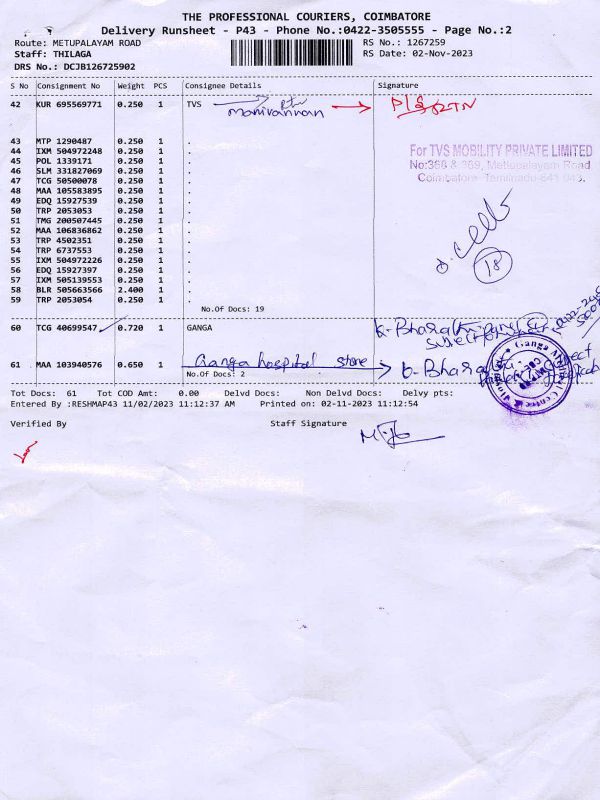 THE PROFESSIONAL COURIERS, COIMBATORE
Delivery Runsheet - P43 - Phone No.:0422-3505555 - Page No.:2
Route: METUPALAYAM ROAD RS No.: 1267259
Staff: THILAGA RS Date: 02-Nov-2023
DRS No.: DCJB126725902
S No Consignment No Weight PCS Consignee Details Signature
42 KUR 695569771 0.250 1 TVS
manivannan
43 MTP 1290487 0.250 1 .
44 IXM 504972248 0.250 1 .
45 POL 1339171 0.250 1 .
46 SLM 331827069 0.250 1 .
47 TCG 50500078 0.250 1 .
48 MAA 105583895 0.250 1 .
49 EDQ 15927539 0.250 1 .
50 TRP 2053053 0.250 1 .
51 TMG 200507445 0.250 1 .
52 MAA 106836862 0.250 1 .
53 TRP 4502351 0.250 1 .
54 TRP 6737553 0.250 1 .
55 IXM 504972226 0.250 1 .
56 EDQ 15927397 0.250 1 .
57 IXM 505139553 0.250 1 .
58 BLR 505663566 2.400 1 .
59 TRP 2053054 0.250 1 .
For TVS MOBILITY PRIVATE LIMITED
No:368 & 369, Mettupalayam Road
Coimbatore Tamilnadu-641 043.
18
No.Of Docs: 19
60 TCG 40699547 0.720 1 GANGA
61 MAA 103940576 0.650 1 Ganga hospital store
No.Of Docs: 2
Tot Docs: 61 Tot COD Amt: 0.00 Delvd Docs: Non Delvd Docs: Delvy pts:
Entered By :RESHMAP43 11/02/2023 11:12:37 AM Printed on: 02-11-2023 11:12:54
Verified By Staff Signature